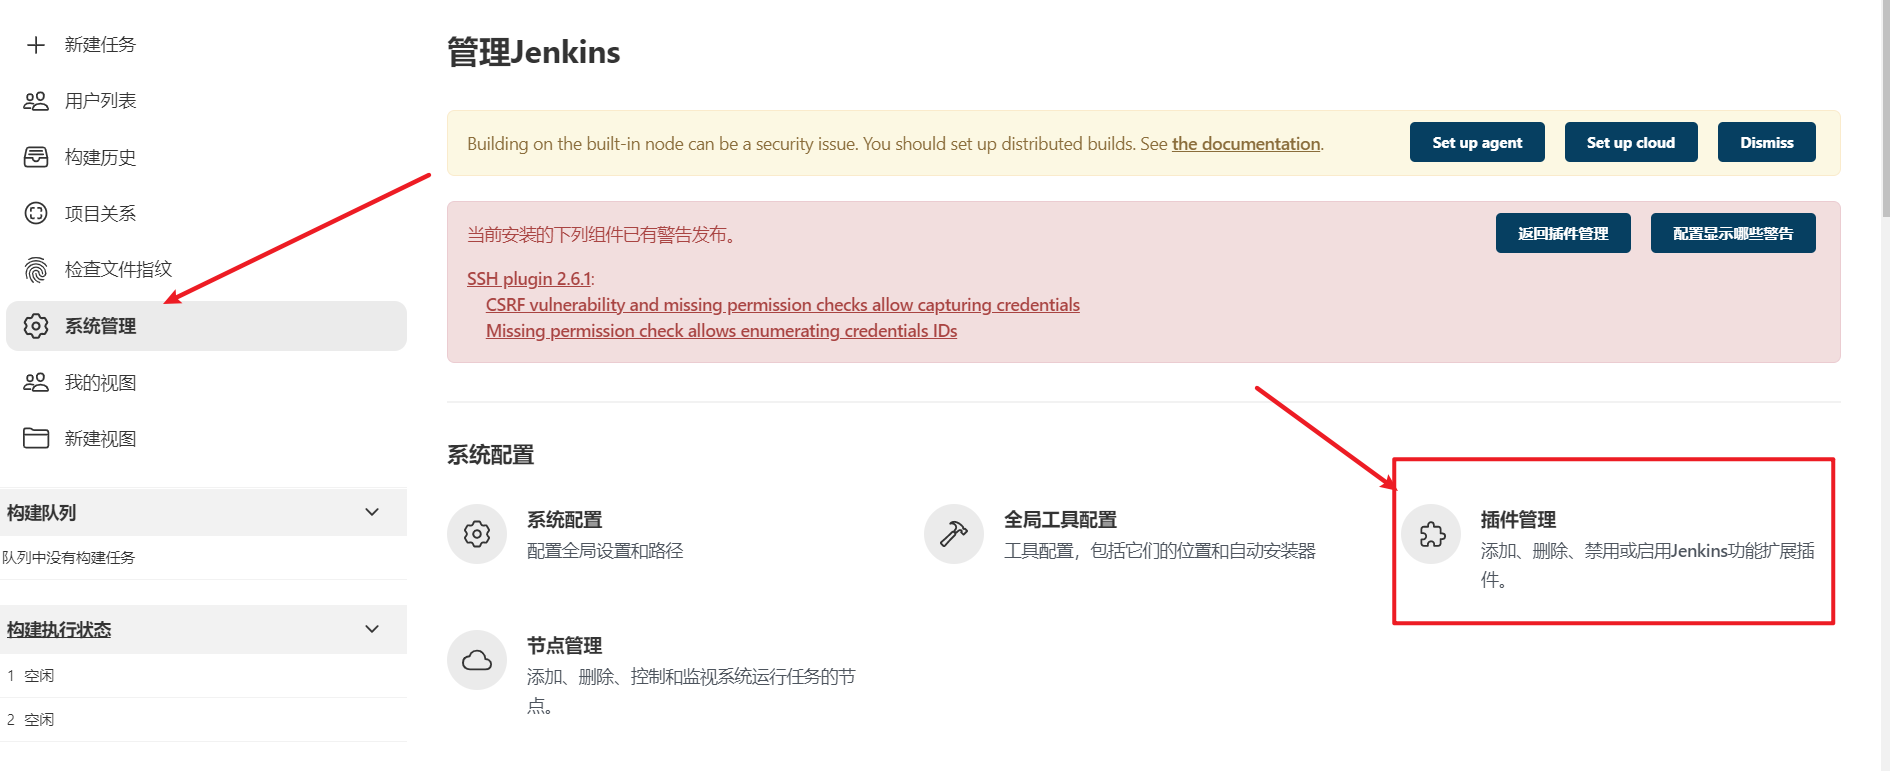 新建任务
用户列表
构建历史
项目关系
检查文件指纹
系统管理
我的视图
新建视图
构建队列
队列中没有构建任务
构建执行状态
1 空闲
2 空闲
管理Jenkins
Building on the built-in node can be a security issue. You should set up distributed builds. See the documentation.
Set up agent
Set up cloud
Dismiss
当前安装的下列组件已有警告发布。
返回插件管理
配置显示哪些警告
SSH plugin 2.6.1:
CSRF vulnerability and missing permission checks allow capturing credentials
Missing permission check allows enumerating credentials IDs
系统配置
系统配置
配置全局设置和路径
全局工具配置
工具配置，包括它们的位置和自动安装器
插件管理
添加、删除、禁用或启用Jenkins功能扩展插
件。
节点管理
添加、删除、控制和监视系统运行任务的节
点。